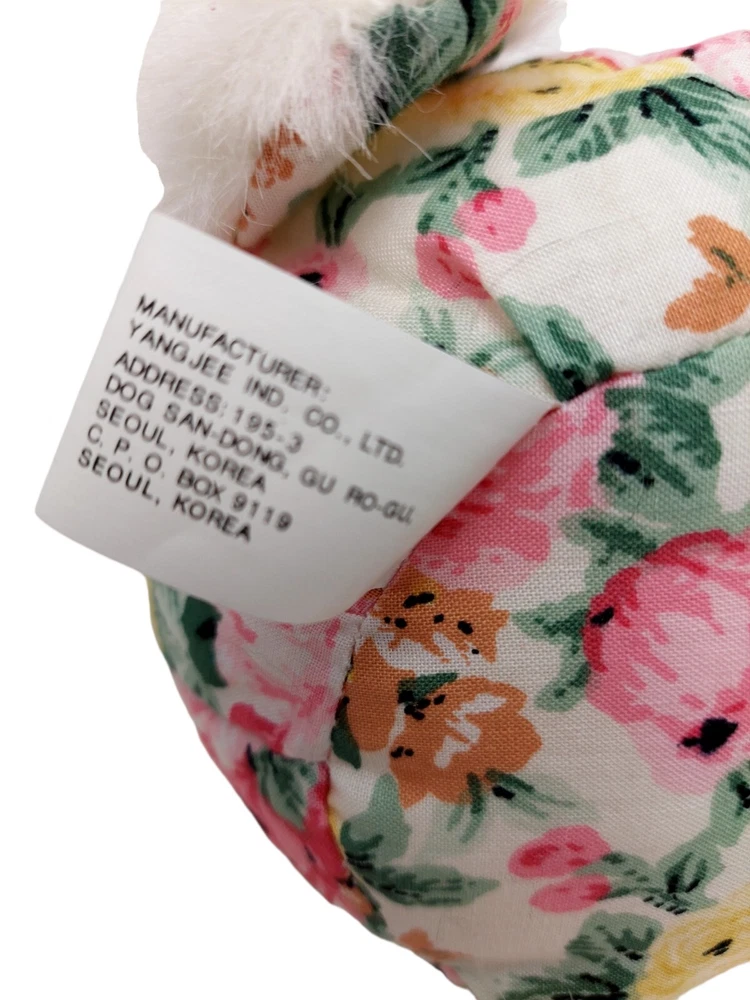 MANUFACTURER:
YANGJEE IND. CO., LTD.
ADDRESS: 195-3
DOG SAN-DONG, GU RO-GU,
SEOUL, KOREA
C. P. O. BOX 9119
SEOUL, KOREA